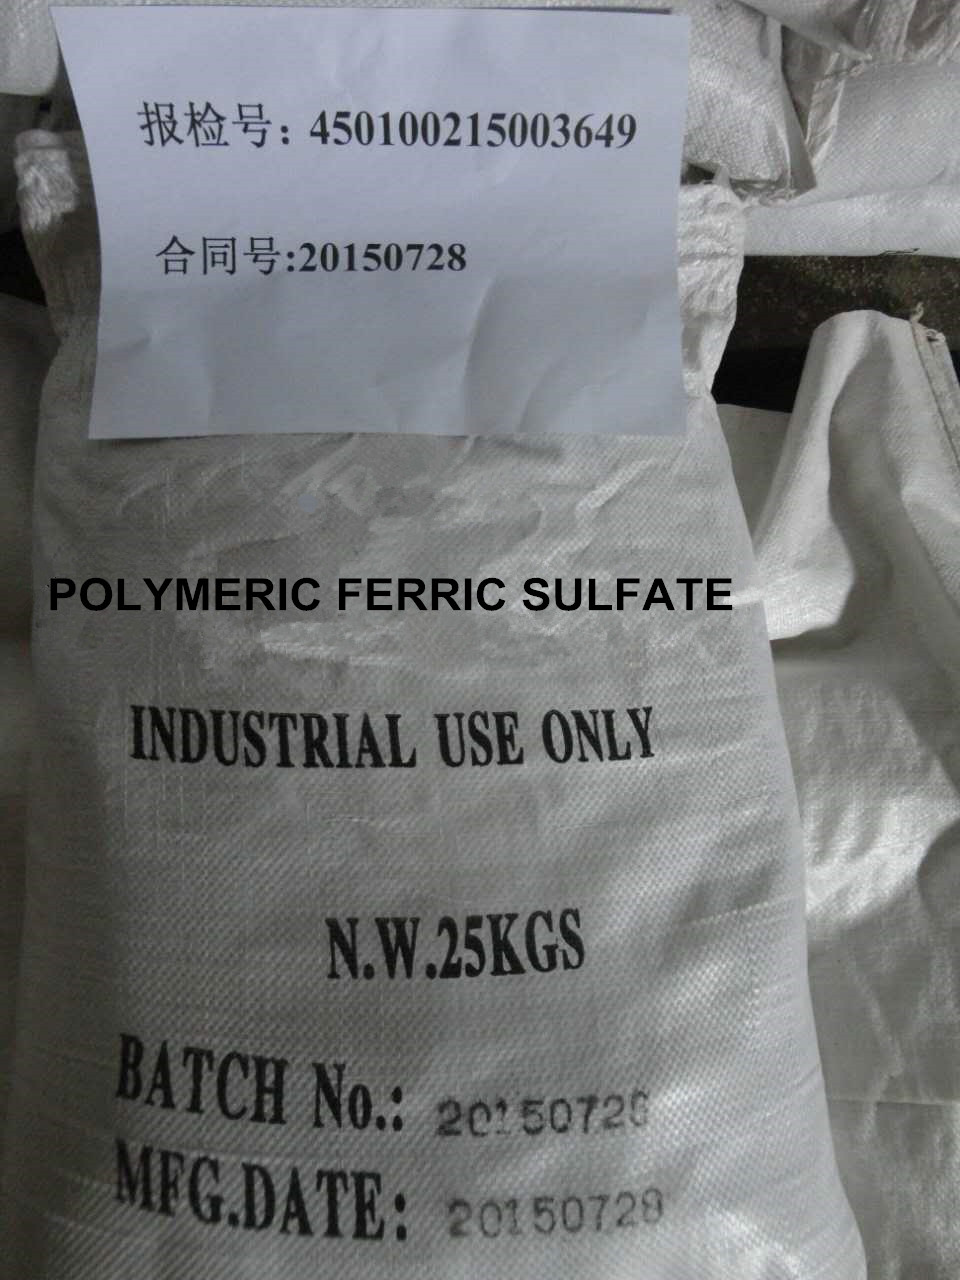 报检号: 450100215003649
合同号:20150728
POLYMERIC FERRIC SULFATE
INDUSTRIAL USE ONLY
N.W.25KGS
BATCH No.: 20150728
MFG.DATE: 20150728